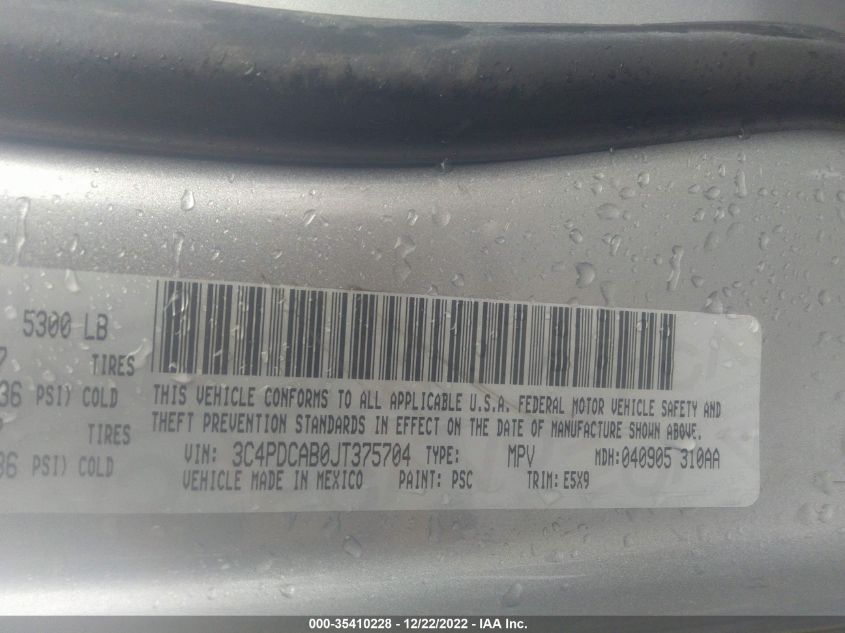 5300 LB
TIRES
36 PSI) COLD
TIRES
36 PSI) COLD
THIS VEHICLE CONFORMS TO ALL APPLICABLE U.S.A. FEDERAL MOTOR VEHICLE SAFETY AND
THEFT PREVENTION STANDARDS IN EFFECT ON THE DATE OF MANUFACTURE SHOWN ABOVE.
VIN: 3C4PDCAB0JT375704 TYPE: MPV MDH:040905 310AA
VEHICLE MADE IN MEXICO PAINT: PSC TRIM: E5X9
000-35410228 - 12/22/2022 - IAA Inc.